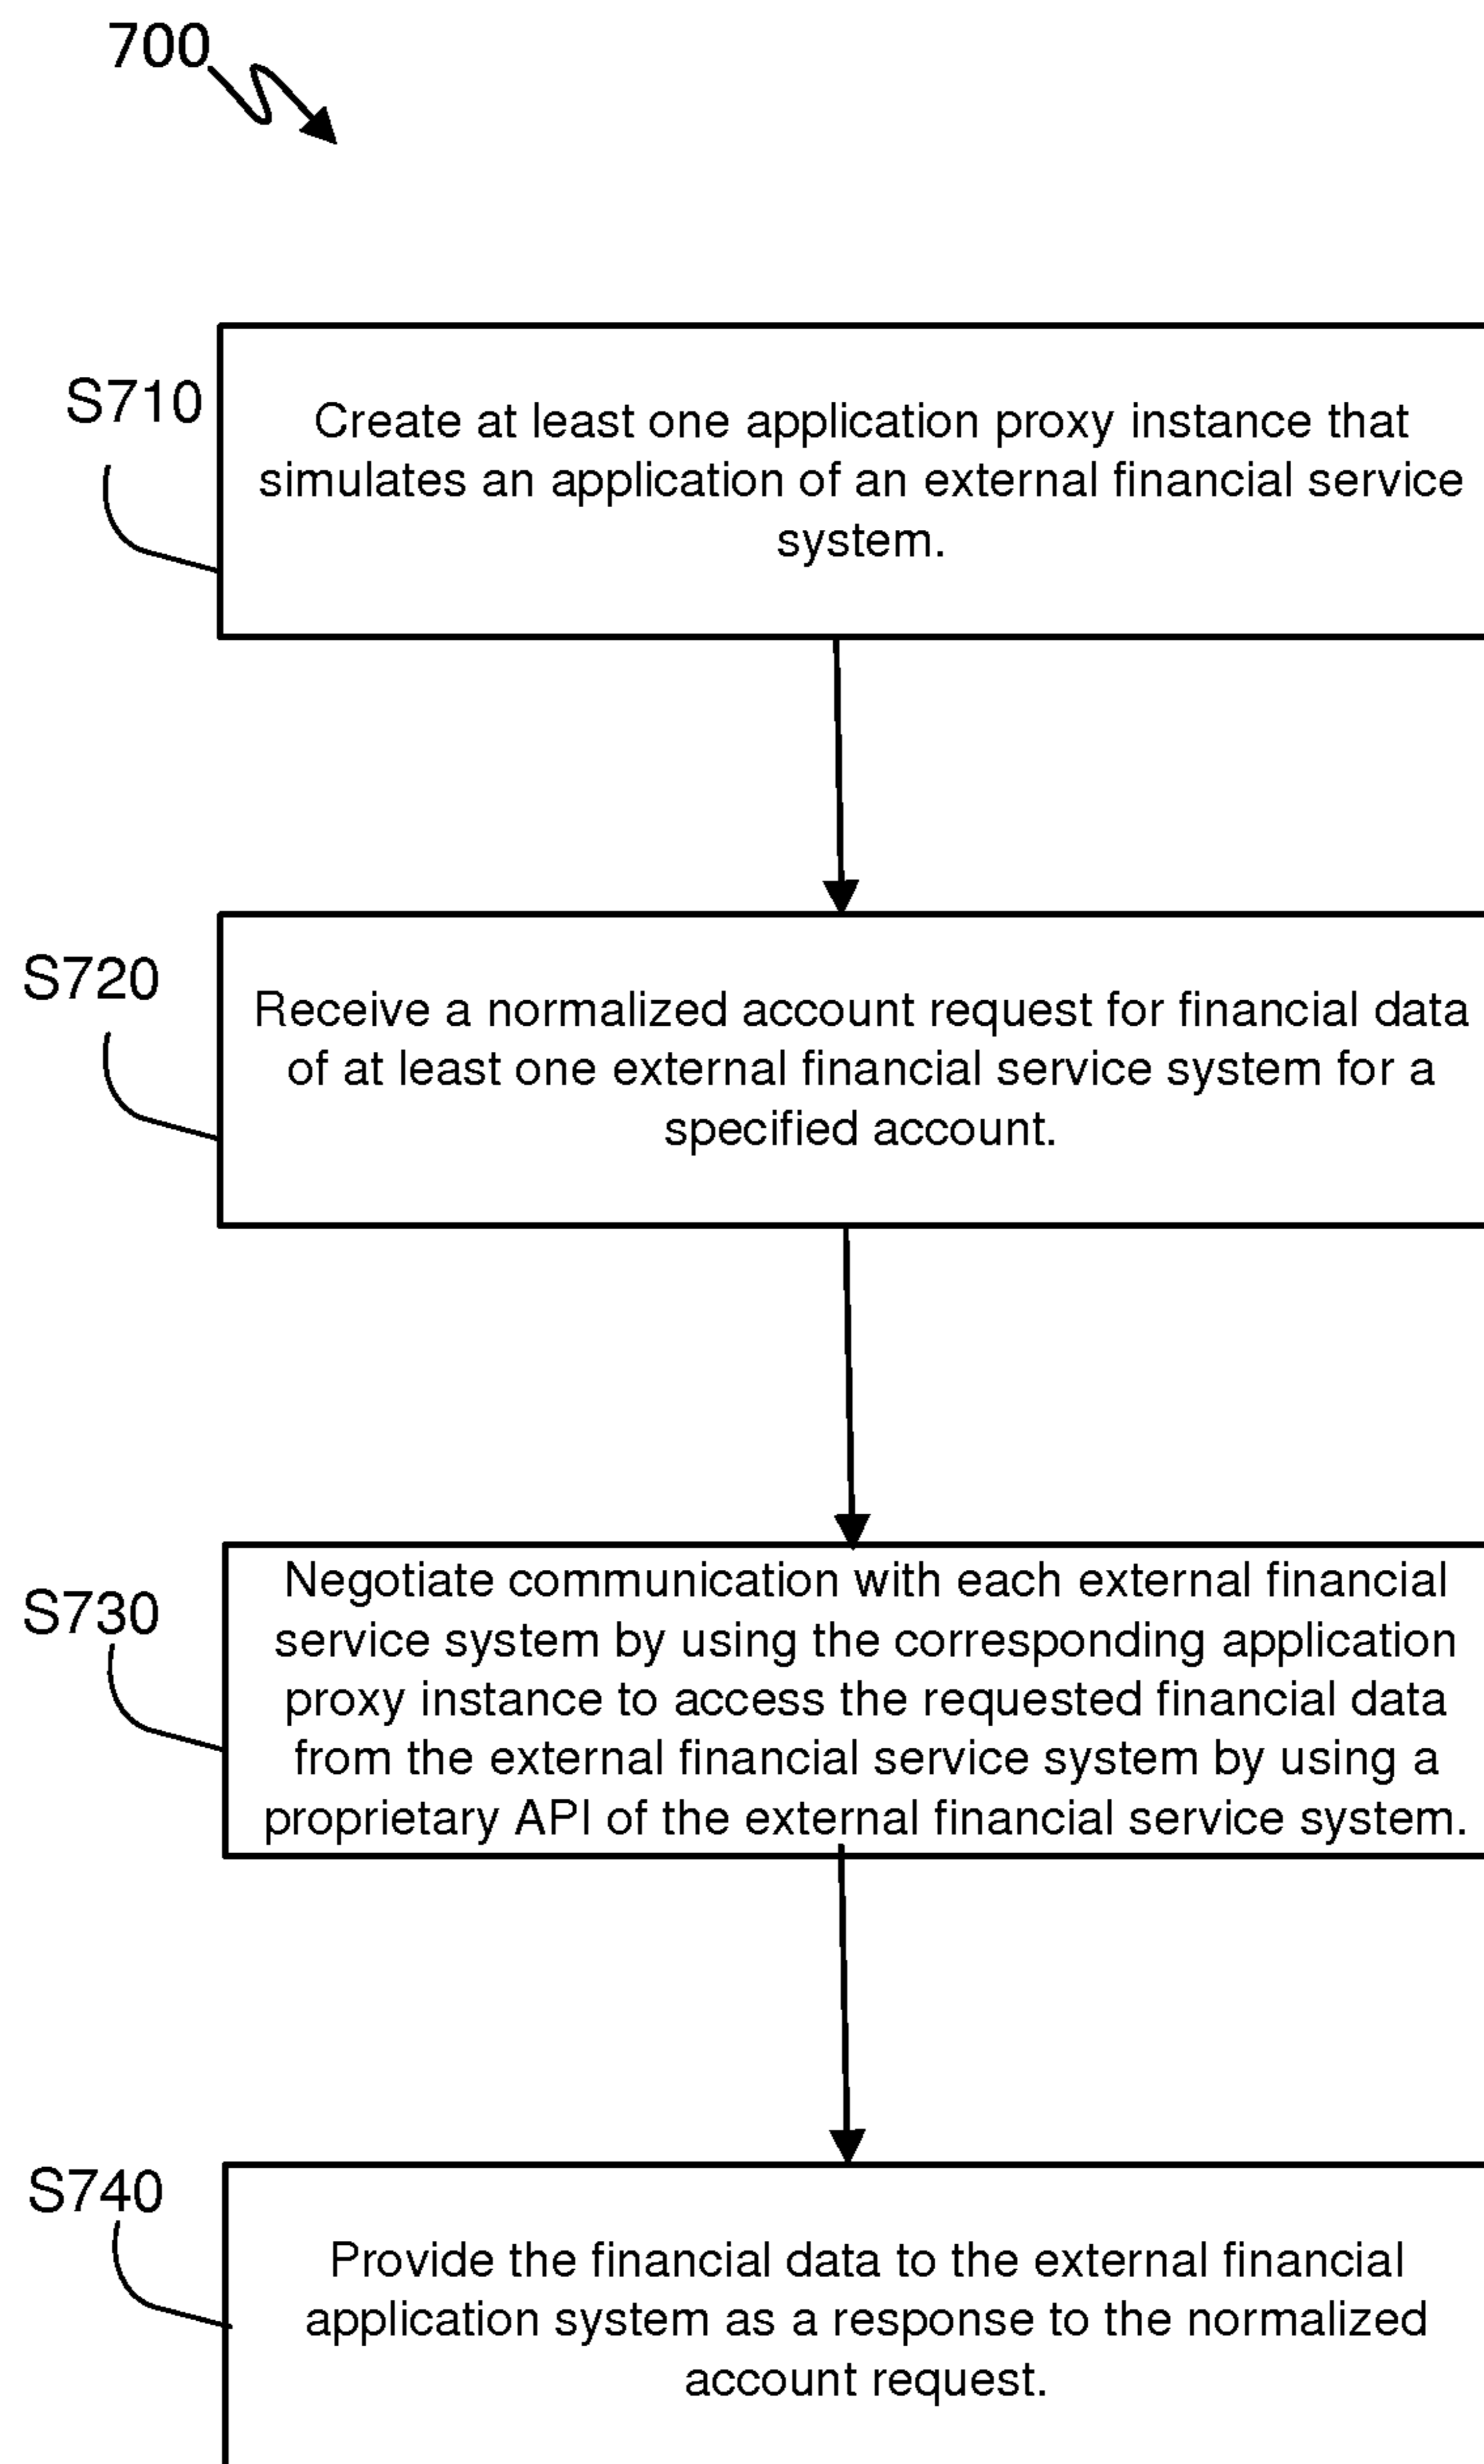 700
S710
Create at least one application proxy instance that
simulates an application of an external financial service
system.
S720
Receive a normalized account request for financial data
of at least one external financial service system for a
specified account.
S730
Negotiate communication with each external financial
service system by using the corresponding application
proxy instance to access the requested financial data
from the external financial service system by using a
proprietary API of the external financial service system.
S740
Provide the financial data to the external financial
application system as a response to the normalized
account request.